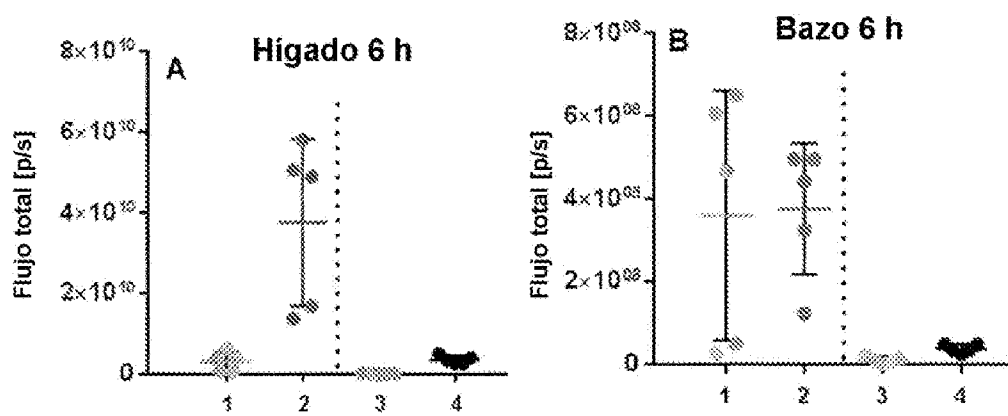 Hígado 6 h
A
Flujo total [p/s]
8×10¹⁰
6×10¹⁰
4×10¹⁰
2×10¹⁰
0
1 2 3 4
Bazo 6 h
B
Flujo total [p/s]
8×10⁰⁸
6×10⁰⁸
4×10⁰⁸
2×10⁰⁸
0
1 2 3 4